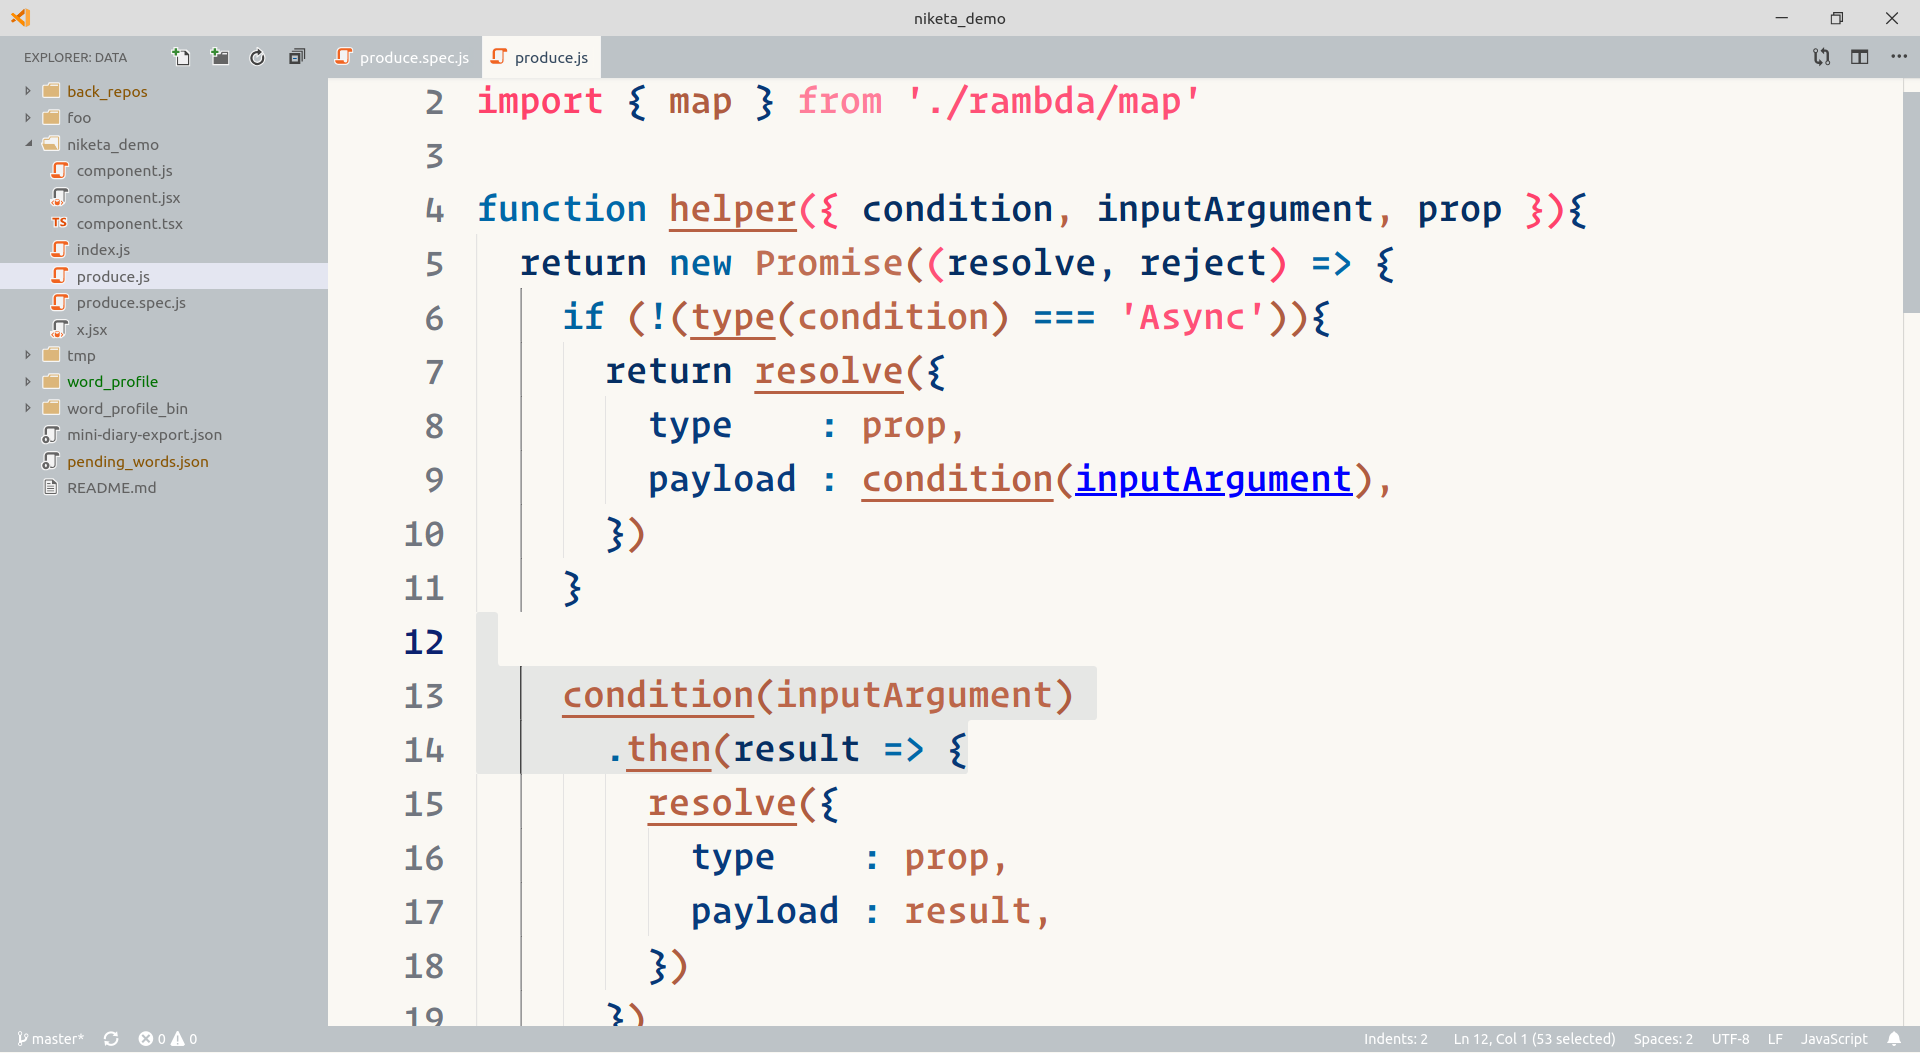 niketa_demo
EXPLORER: DATA
produce.spec.js
produce.js
back_repos
foo
niketa_demo
component.js
component.jsx
TS component.tsx
index.js
produce.js
produce.spec.js
x.jsx
tmp
word_profile
word_profile_bin
mini-diary-export.json
pending_words.json
README.md
2 import { map } from './rambda/map'
3
4 function helper({ condition, inputArgument, prop }){
5   return new Promise((resolve, reject) => {
6     if (!(type(condition) === 'Async')){
7       return resolve({
8         type    : prop,
9         payload : condition(inputArgument),
10       })
11     }
12
13     condition(inputArgument)
14       .then(result => {
15         resolve({
16           type    : prop,
17           payload : result,
18         })
19       })
master* 0 0 Indents: 2 Ln 12, Col 1 (53 selected) Spaces: 2 UTF-8 LF JavaScript